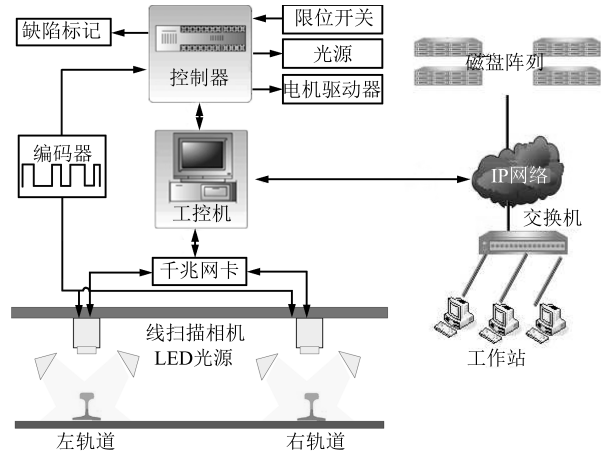 缺陷标记
控制器
限位开关
光源
电机驱动器
磁盘阵列
编码器
工控机
IP网络
交换机
千兆网卡
线扫描相机
LED光源
工作站
左轨道
右轨道